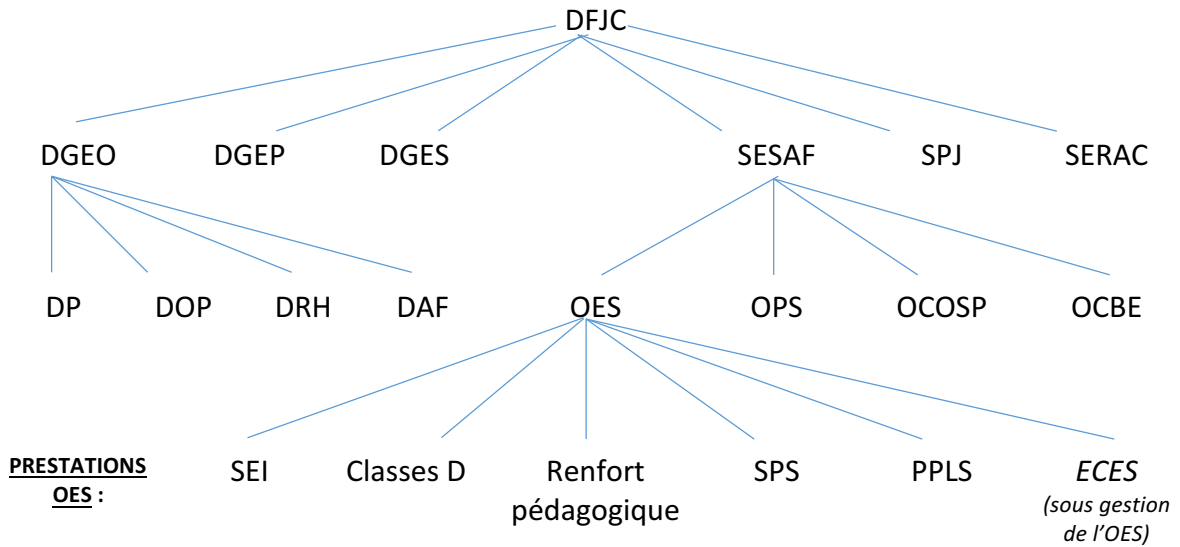 DFJC
DGEO DGEP DGES SESAF SPJ SERAC
DP DOP DRH DAF OES OPS OCOSP OCBE
PRESTATIONS
OES :
SEI Classes D Renfort
pédagogique
SPS PPLS ECES
(sous gestion
de l'OES)